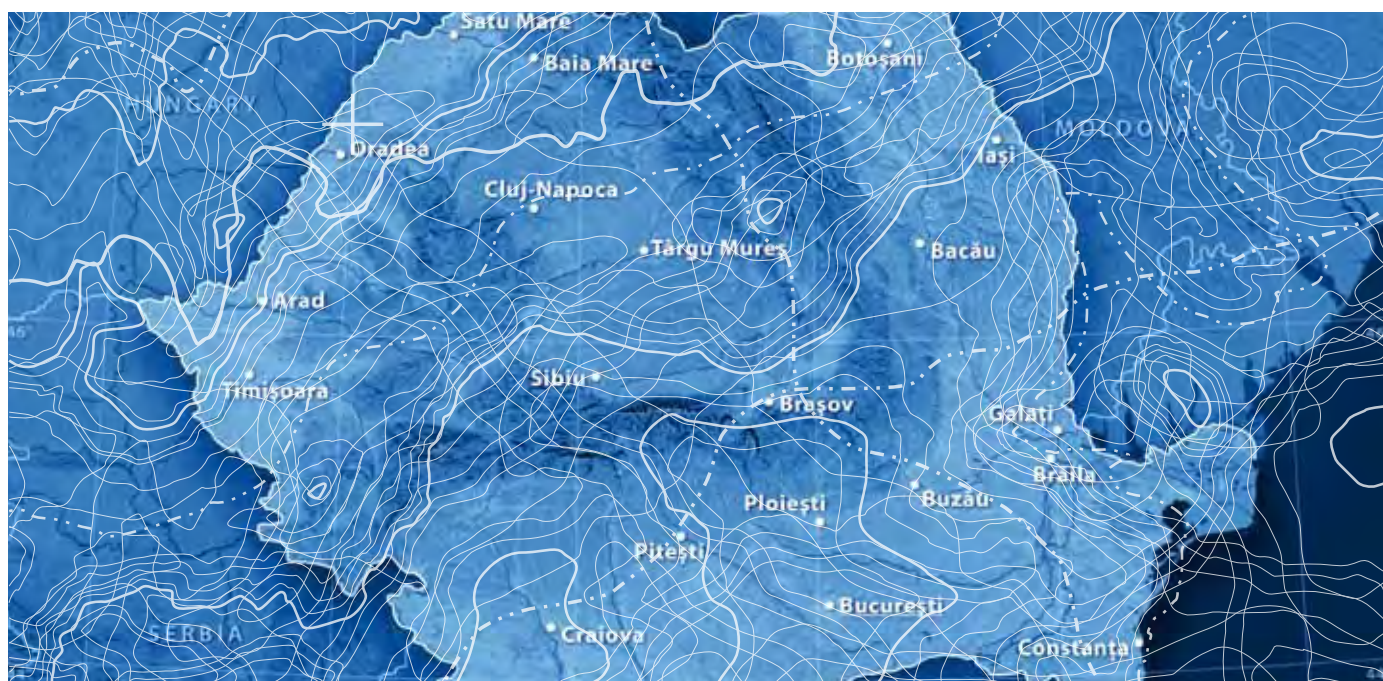 Satu Mare
Baia Mare
Botoșani
HUNGARY
MOLDOVA
Oradea
Iași
Cluj-Napoca
Târgu Mureș
Bacău
Arad
46°
Timișoara
Sibiu
Brașov
Galați
Brăila
Ploiești
Buzău
Pitești
București
SERBIA
Craiova
Constanța